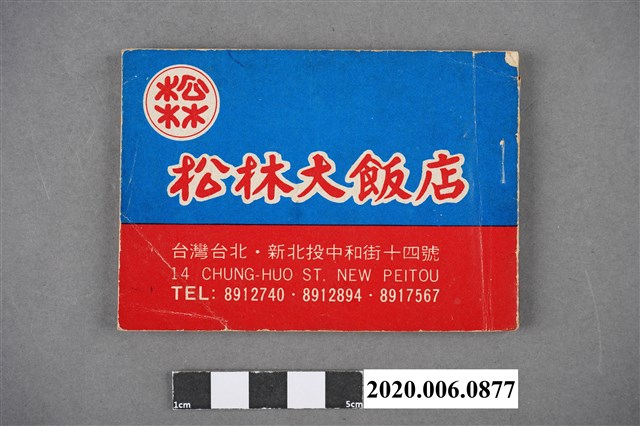 松林
松林大飯店
台灣台北・新北投中和街十四號
14 CHUNG-HUO ST. NEW PEITOU
TEL: 8912740・8912894・8917567
1cm
5cm
2020.006.0877